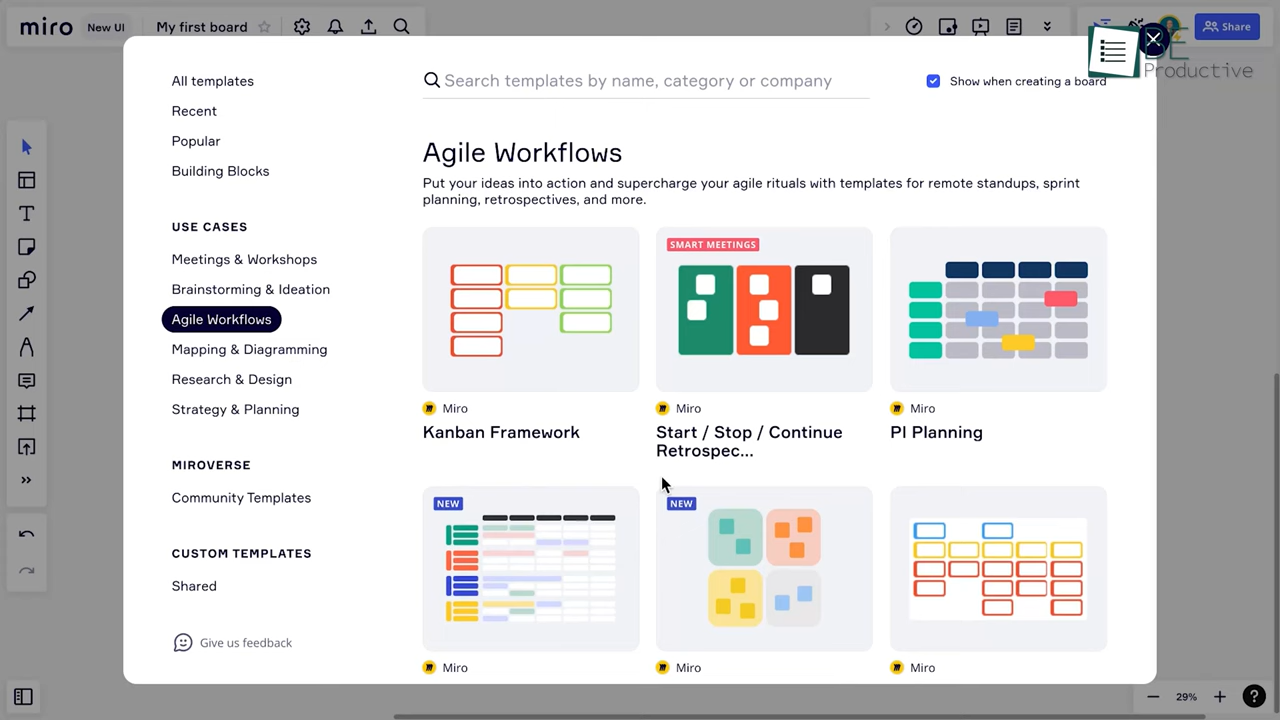 miro
New UI
My first board
Share
BE
Productive
All templates
Recent
Popular
Building Blocks
USE CASES
Meetings & Workshops
Brainstorming & Ideation
Agile Workflows
Mapping & Diagramming
Research & Design
Strategy & Planning
MIROVERSE
Community Templates
CUSTOM TEMPLATES
Shared
Give us feedback
Search templates by name, category or company
Show when creating a board
Agile Workflows
Put your ideas into action and supercharge your agile rituals with templates for remote standups, sprint
planning, retrospectives, and more.
SMART MEETINGS
Miro
Kanban Framework
Miro
Start / Stop / Continue
Retrospec...
Miro
PI Planning
NEW
NEW
Miro
Miro
Miro
29%